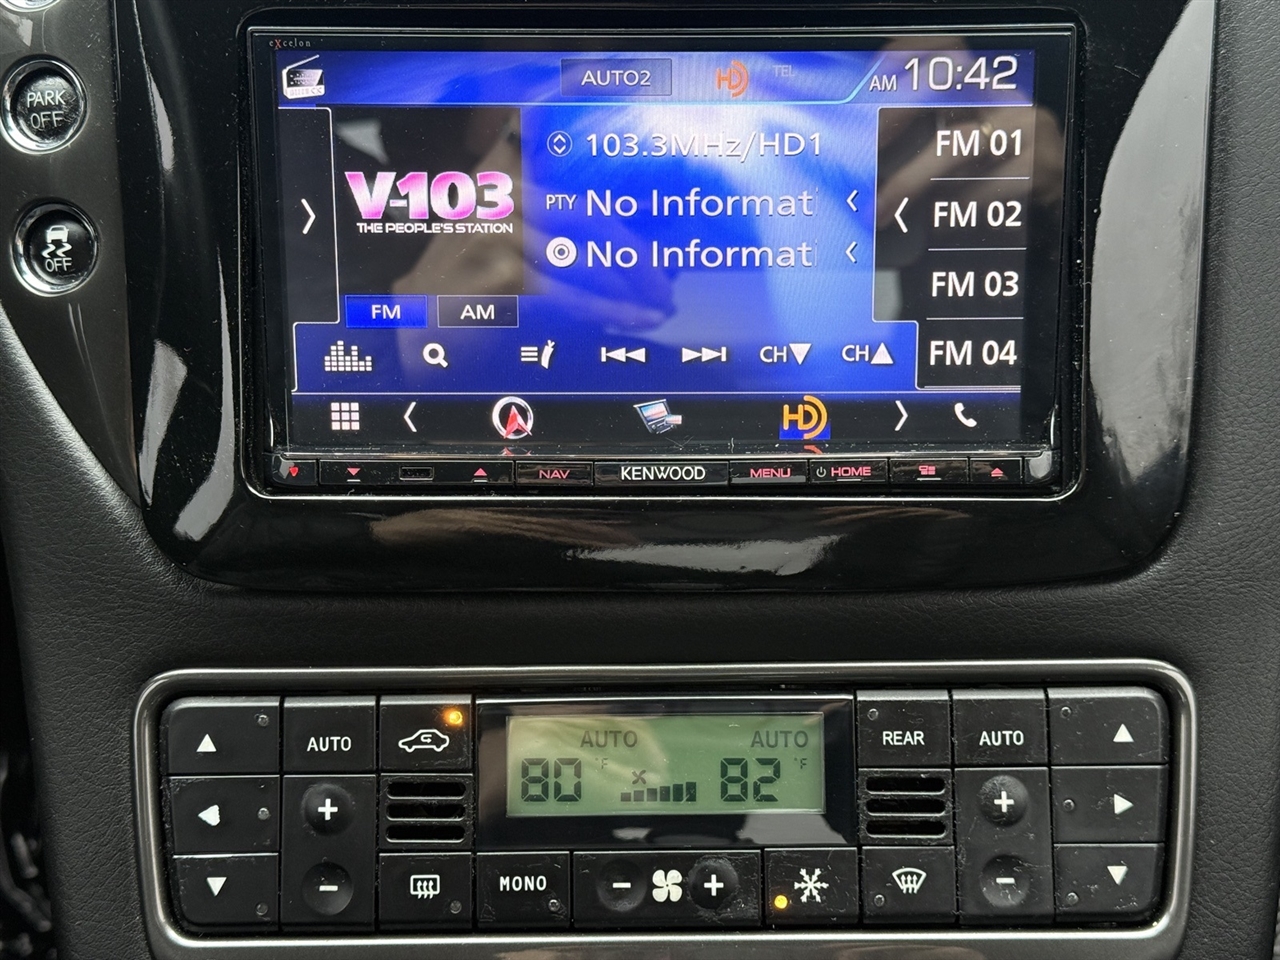 excelon
PARK
OFF
AUTO2
HD
TEL
AM 10:42
103.3MHz/HD1
FM 01
V-103
THE PEOPLE'S STATION
PTY No Informat
FM 02
No Informat
OFF
FM 03
FM
AM
CH
CH
FM 04
HD
NAV
KENWOOD
MENU
HOME
AUTO
AUTO
AUTO
REAR
AUTO
80 °F
82 °F
+
+
-
-
MONO
-
+